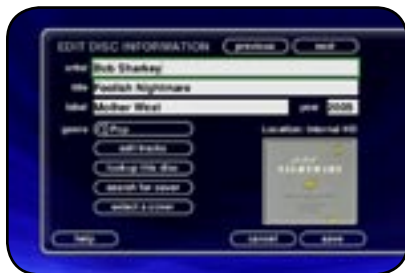 EDIT DISC INFORMATION previous next
artist Bob Sharkey
title Foolish Nightmare
label Mother West year 2005
genre Pop Location: Internal HD
edit tracks
lookup this disc
search for cover
select a cover
NIGHTMARE
help cancel save